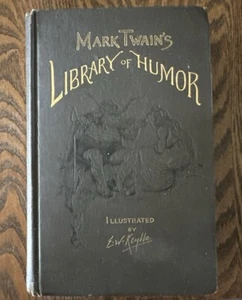 MARK TWAIN'S
LIBRARY OF HUMOR
ILLUSTRATED
BY
E.W. Kemble